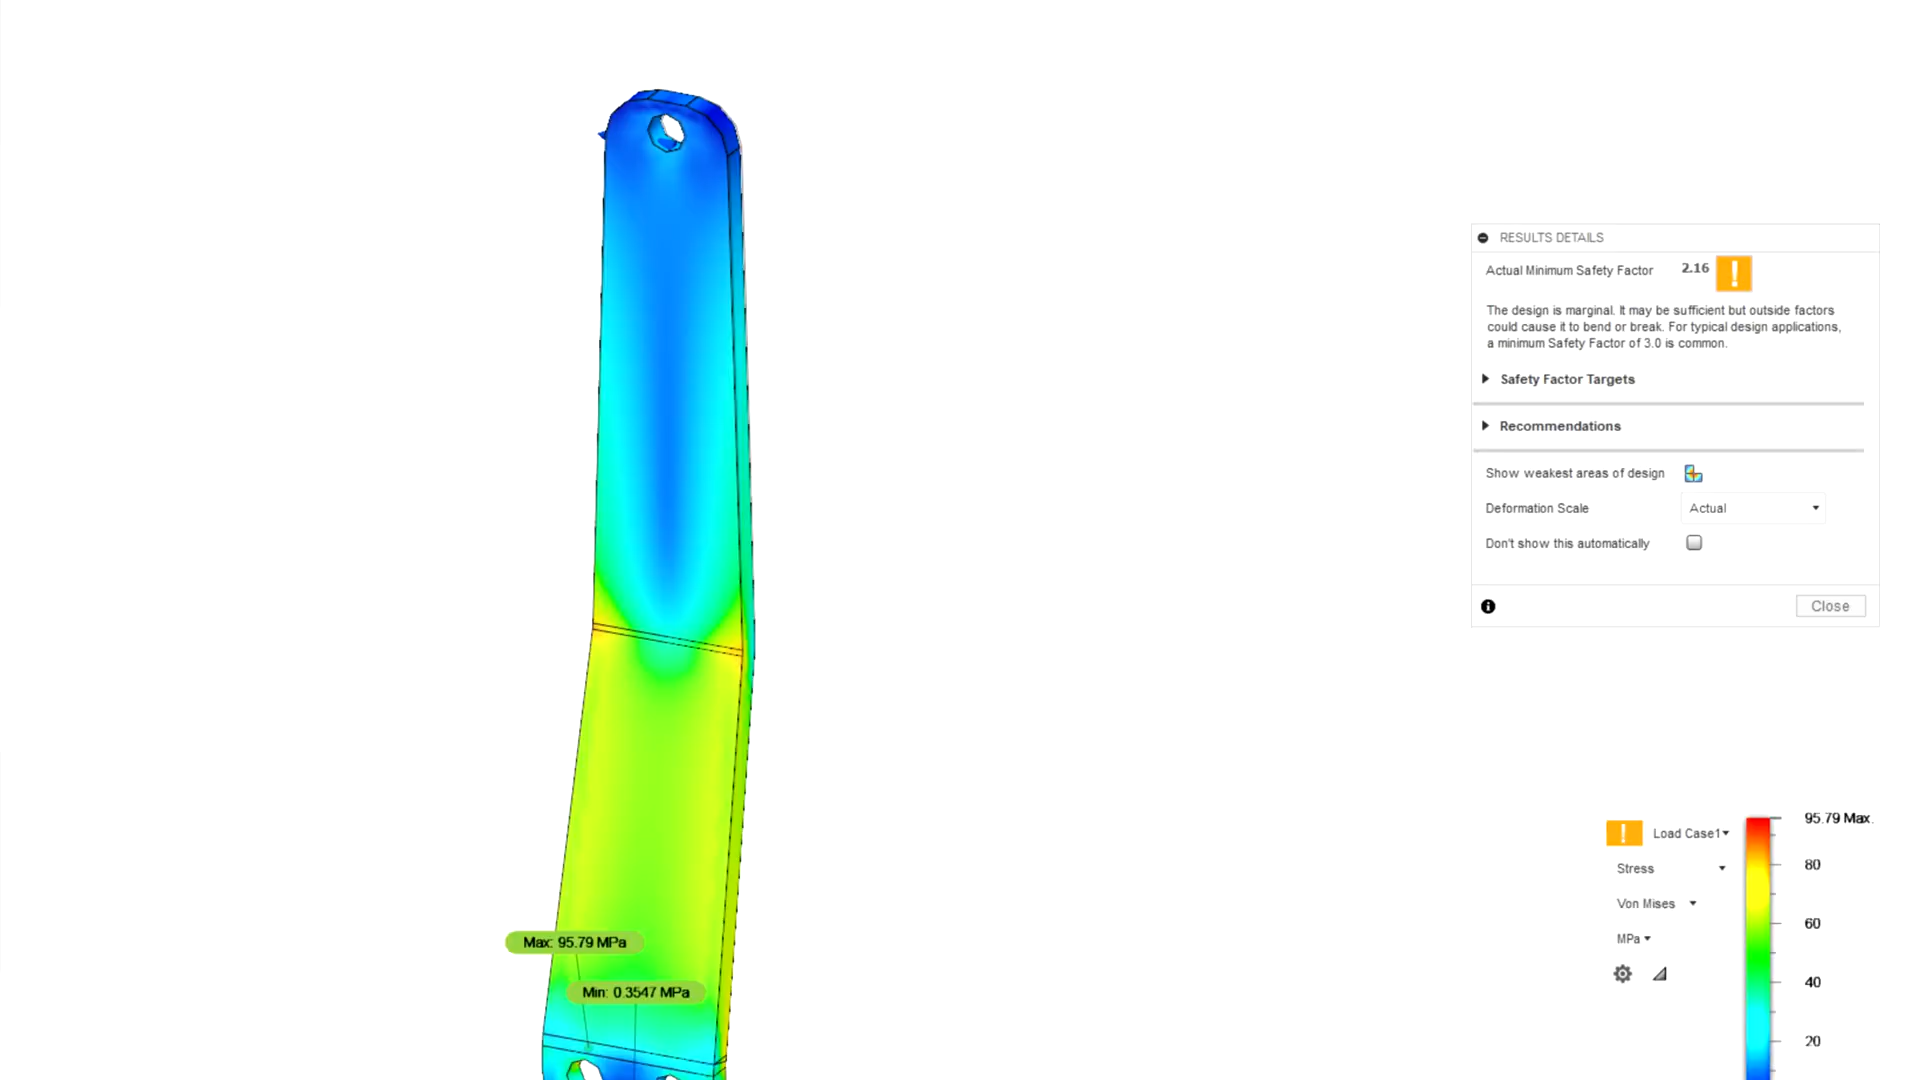 RESULTS DETAILS
Actual Minimum Safety Factor 2.16
The design is marginal. It may be sufficient but outside factors
could cause it to bend or break. For typical design applications,
a minimum Safety Factor of 3.0 is common.
Safety Factor Targets
Recommendations
Show weakest areas of design
Deformation Scale Actual
Don't show this automatically
Close
95.79 Max.
Load Case1
80
Stress
Von Mises
60
MPa
40
20
Max: 95.79 MPa
Min: 0.3547 MPa